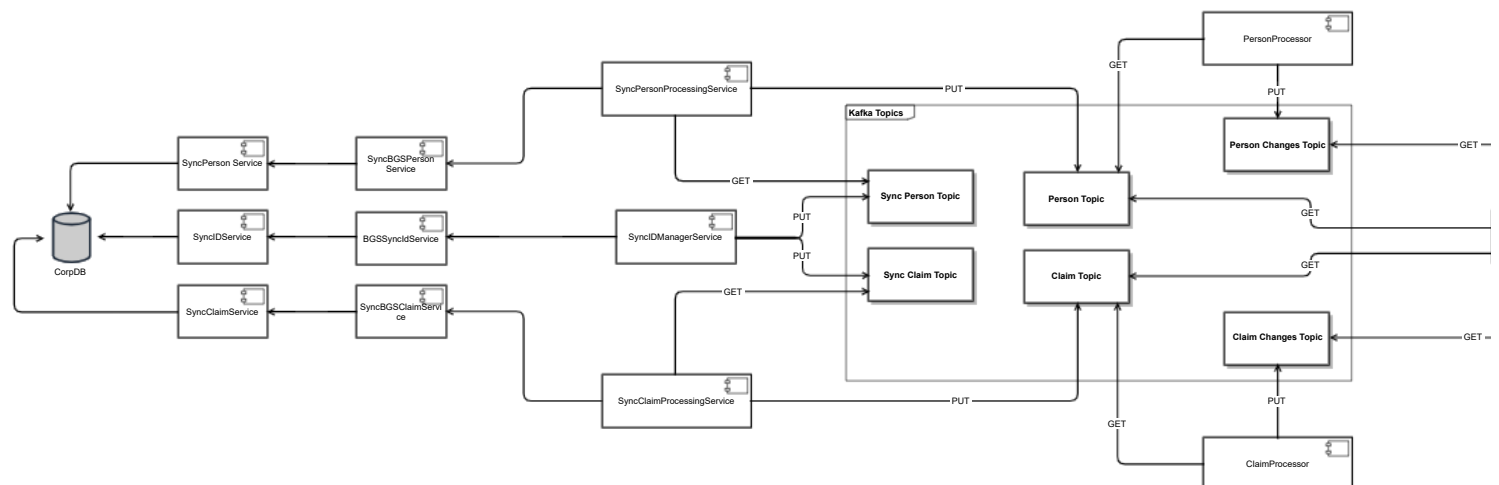 PersonProcessor
GET
PUT
SyncPersonProcessingService
PUT
Kafka Topics
Person Changes Topic
GET
SyncPerson Service
SyncBGSPerson
Service
GET
Sync Person Topic
Person Topic
GET
PUT
SyncIDService
BGSSyncIdService
SyncIDManagerService
PUT
CorpDB
Sync Claim Topic
Claim Topic
GET
SyncClaimService
SyncBGSClaimServi
ce
GET
Claim Changes Topic
GET
SyncClaimProcessingService
PUT
PUT
GET
ClaimProcessor